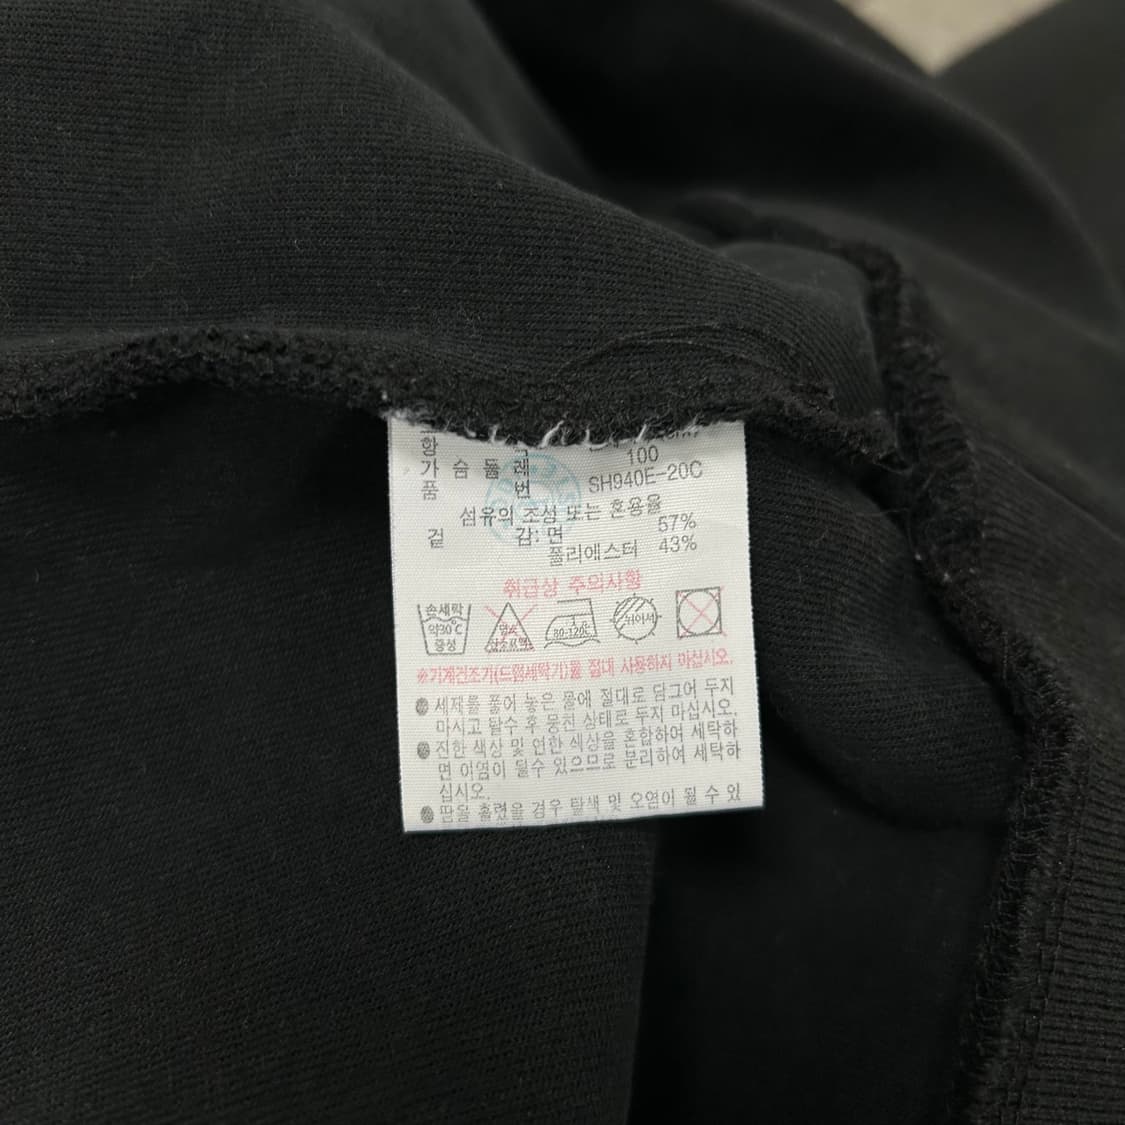 항
100
가 슴 둘 레
품 번 SH940E-20C
섬유의 조성 또는 혼용율
겉 감: 면 57%
폴리에스터 43%
취급상 주의사항
손세탁 약30℃ 중성
염소표백
80-120℃
뉘어서
※기계건조기(드럼세탁기)를 절대 사용하지 마십시오.
● 세제를 풀어 놓은 물에 절대로 담그어 두지
마시고 탈수 후 뭉친 상태로 두지 마십시오.
● 진한 색상 및 연한 색상을 혼합하여 세탁하
면 이염이 될수 있으므로 분리하여 세탁하
십시오.
● 땀을 흘렸을 경우 탈색 및 오염이 될 수 있